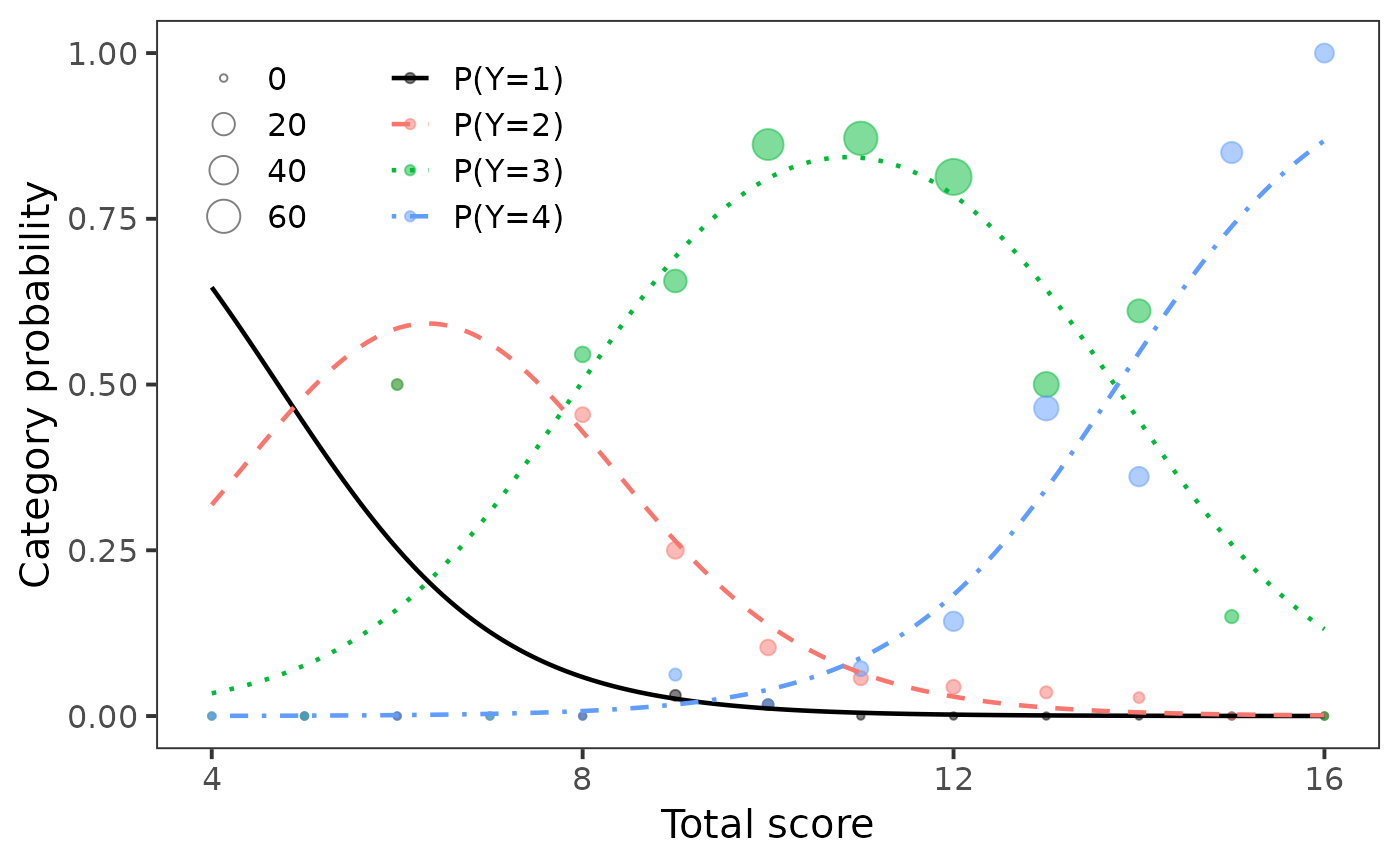 Category probability
1.00
0.75
0.50
0.25
0.00
0
20
40
60
P(Y=1)
P(Y=2)
P(Y=3)
P(Y=4)
4
8
12
16
Total score